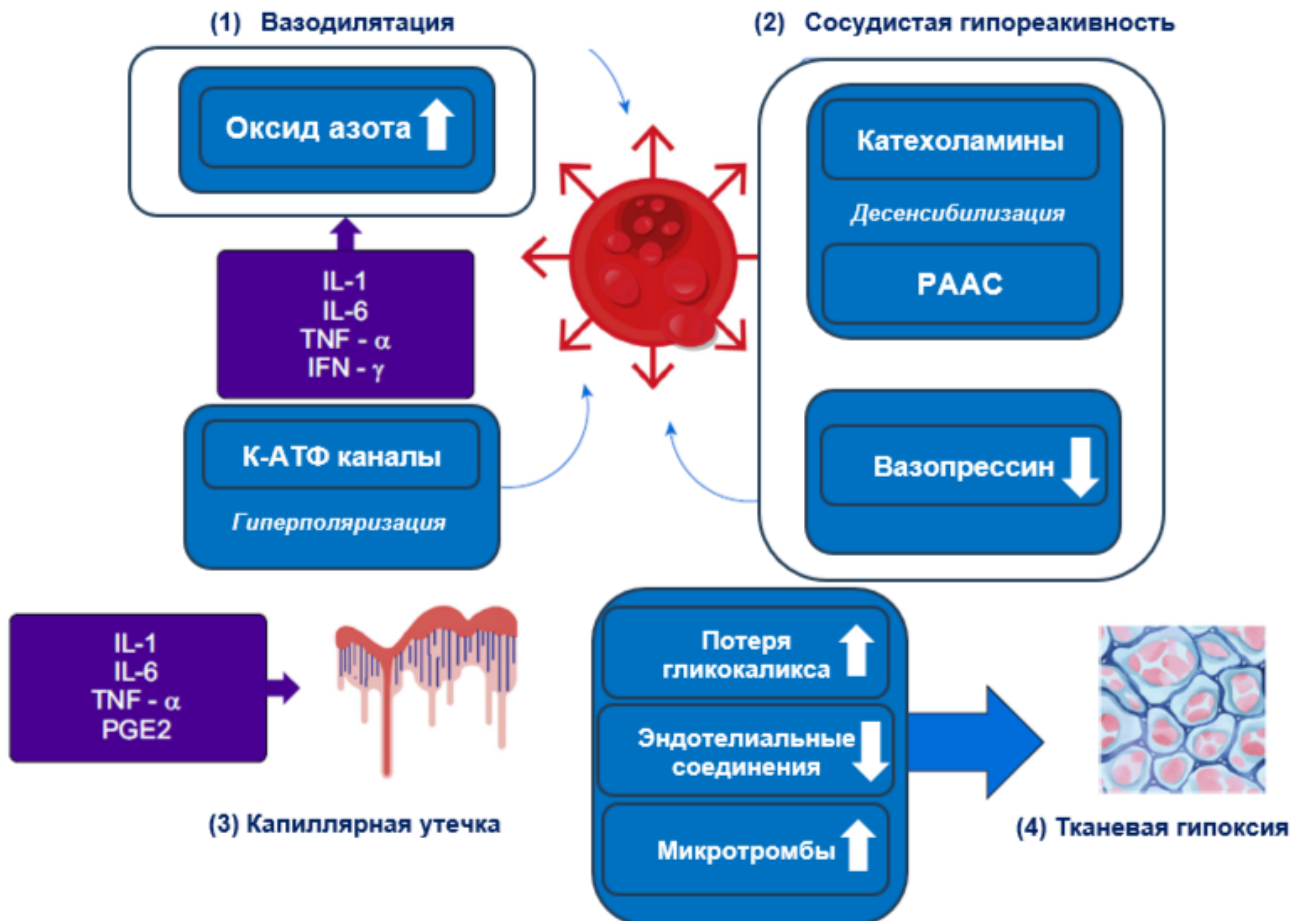 (1) Вазодилятация
(2) Сосудистая гипореакивность
Оксид азота
IL-1
IL-6
TNF - α
IFN - γ
К-АТФ каналы
Гиперполяризация
Катехоламины
Десенсибилизация
РААС
Вазопрессин
IL-1
IL-6
TNF - α
PGE2
(3) Капиллярная утечка
Потеря
гликокаликса
Эндотелиальные
соединения
Микротромбы
(4) Тканевая гипоксия